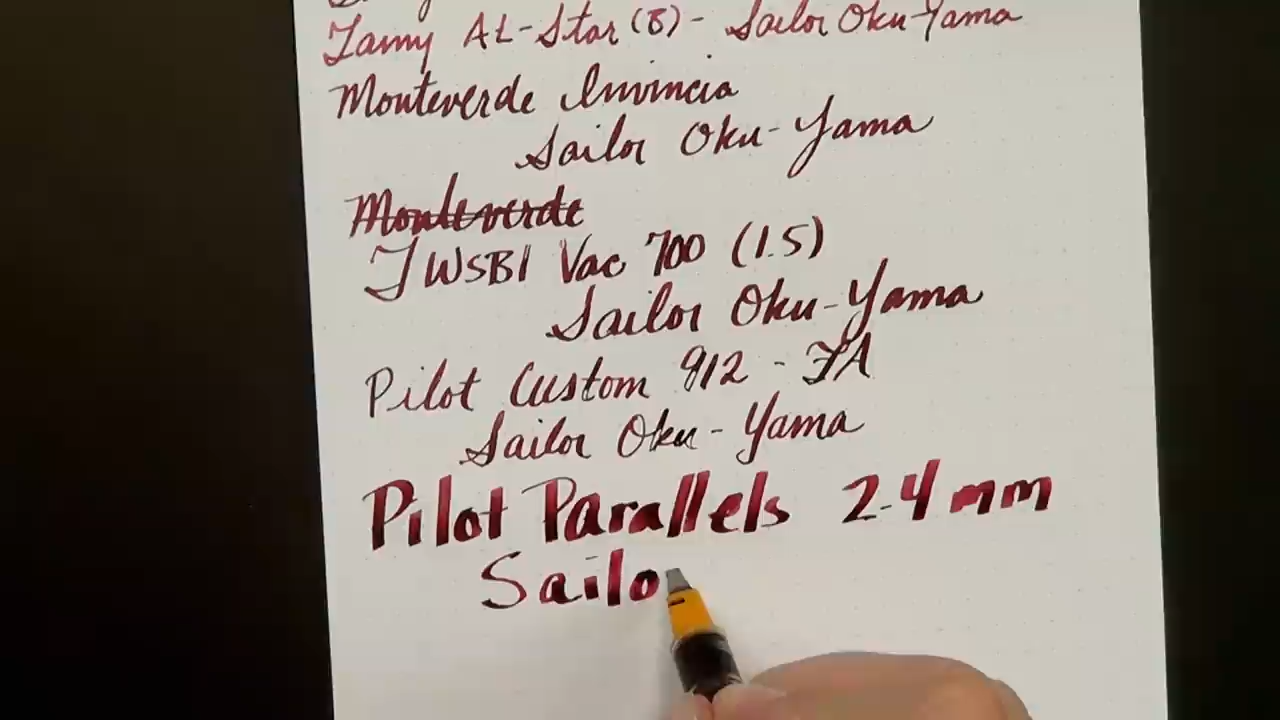 Lamy AL-Star (B) - Sailor Oku-Yama
Monteverde Invincia
Sailor Oku-Yama
Monteverde
TWSBI Vac 700 (1.5)
Sailor Oku-Yama
Pilot Custom 912 - FA
Sailor Oku-Yama
Pilot Parallels 2.4mm
Sailo